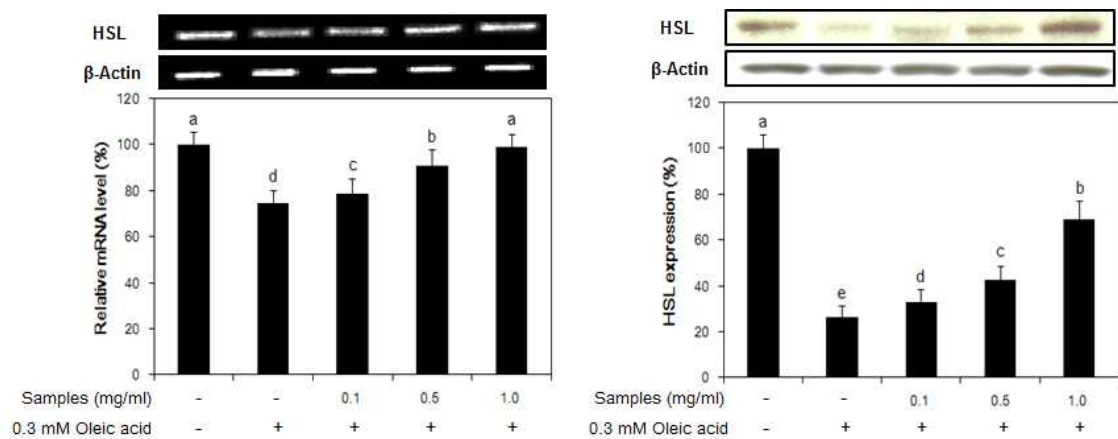 HSL
β-Actin
120
100
80
60
40
20
0
Relative mRNA level (%)
a
d
c
b
a
Samples (mg/ml) - - 0.1 0.5 1.0
0.3 mM Oleic acid - + + + +
HSL
β-Actin
120
100
80
60
40
20
0
HSL expression (%)
a
e
d
c
b
Samples (mg/ml) - - 0.1 0.5 1.0
0.3 mM Oleic acid - + + + +